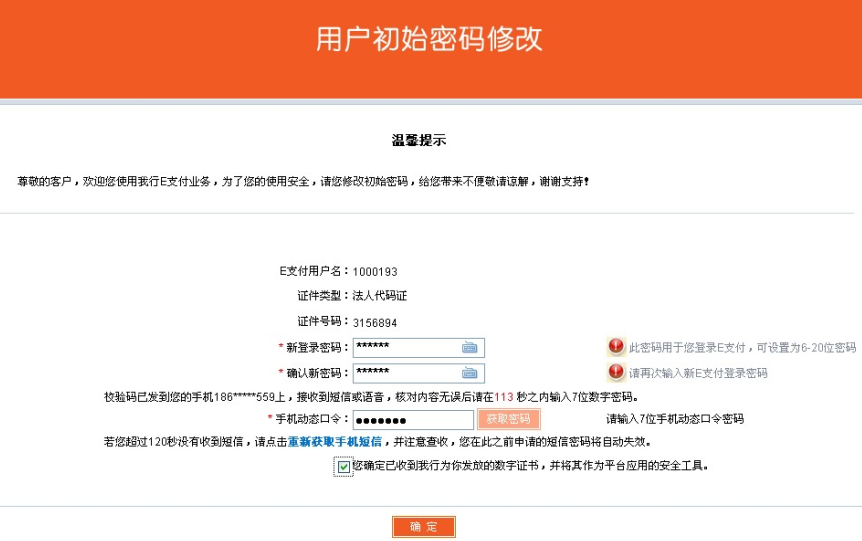 用户初始密码修改
温馨提示
尊敬的客户，欢迎您使用我行E支付业务，为了您的使用安全，请您修改初始密码，给您带来不便敬请谅解，谢谢支持！
E支付用户名：1000193
证件类型：法人代码证
证件号码：3156894
* 新登录密码：****** 此密码用于您登录E支付，可设置为6-20位密码
* 确认新密码：****** 请再次输入新E支付登录密码
校验码已发到您的手机186*****559上，接收到短信或语音，核对内容无误后请在113 秒之内输入7位数字密码。
* 手机动态口令：●●●●●●● 获取密码 请输入7位手机动态口令密码
若您超过120秒没有收到短信，请点击重新获取手机短信，并注意查收，您在此之前申请的短信密码将自动失效。
您确定已收到我行为你发放的数字证书，并将其作为平台应用的安全工具。
确 定